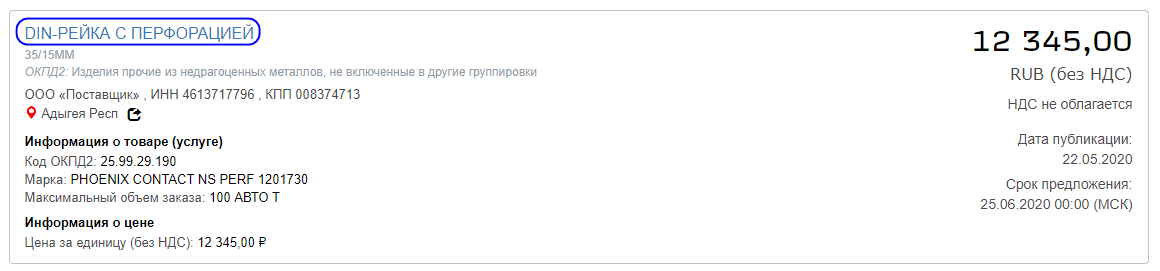 DIN-РЕЙКА С ПЕРФОРАЦИЕЙ
35/15ММ
ОКПД2: Изделия прочие из недрагоценных металлов, не включенные в другие группировки
ООО «Поставщик» , ИНН 4613717796 , КПП 008374713
Адыгея Респ
Информация о товаре (услуге)
Код ОКПД2: 25.99.29.190
Марка: PHOENIX CONTACT NS PERF 1201730
Максимальный объем заказа: 100 АВТО Т
Информация о цене
Цена за единицу (без НДС): 12 345,00 ₽
12 345,00
RUB (без НДС)
НДС не облагается
Дата публикации:
22.05.2020
Срок предложения:
25.06.2020 00:00 (МСК)